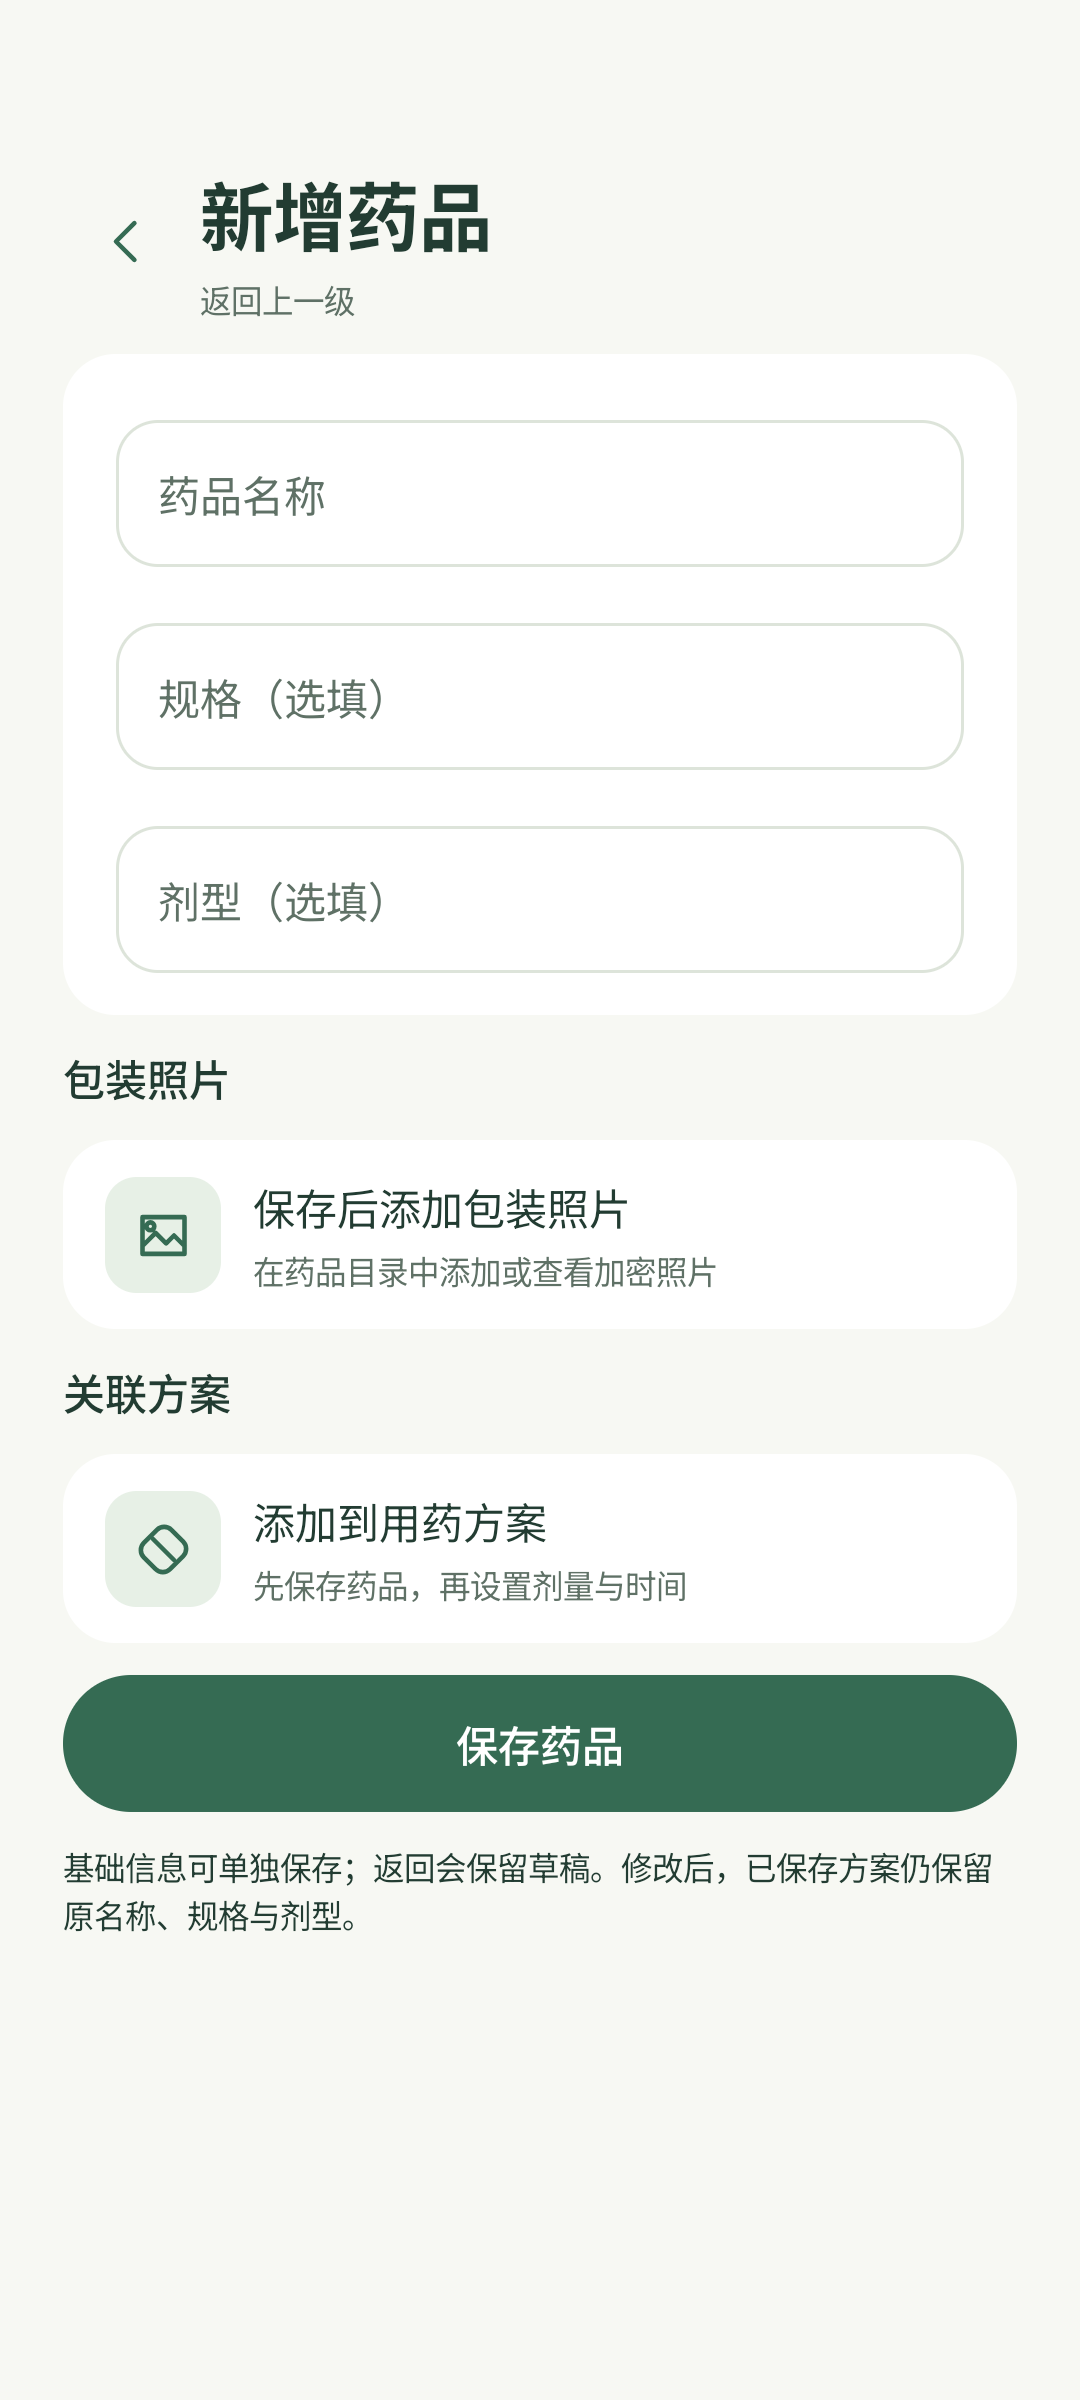 新增药品
返回上一级
药品名称
规格（选填）
剂型（选填）
包装照片
保存后添加包装照片
在药品目录中添加或查看加密照片
关联方案
添加到用药方案
先保存药品，再设置剂量与时间
保存药品
基础信息可单独保存；返回会保留草稿。修改后，已保存方案仍保留
原名称、规格与剂型。